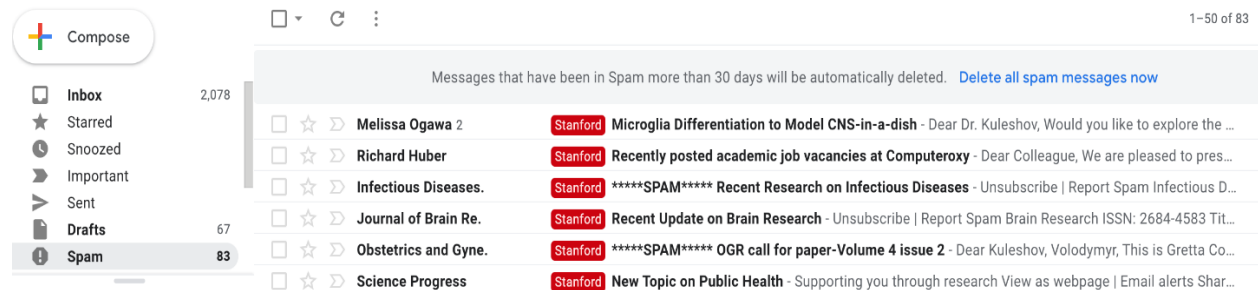 Compose
1–50 of 83
Messages that have been in Spam more than 30 days will be automatically deleted. Delete all spam messages now
Inbox 2,078
Starred
Snoozed
Important
Sent
Drafts 67
Spam 83
Melissa Ogawa 2 Stanford Microglia Differentiation to Model CNS-in-a-dish - Dear Dr. Kuleshov, Would you like to explore the ...
Richard Huber Stanford Recently posted academic job vacancies at Computeroxy - Dear Colleague, We are pleased to pres...
Infectious Diseases. Stanford *****SPAM***** Recent Research on Infectious Diseases - Unsubscribe | Report Spam Infectious D...
Journal of Brain Re. Stanford Recent Update on Brain Research - Unsubscribe | Report Spam Brain Research ISSN: 2684-4583 Tit...
Obstetrics and Gyne. Stanford *****SPAM***** OGR call for paper-Volume 4 issue 2 - Dear Kuleshov, Volodymyr, This is Gretta Co...
Science Progress Stanford New Topic on Public Health - Supporting you through research View as webpage | Email alerts Shar...